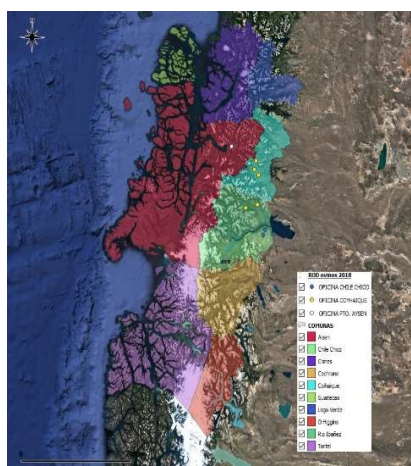 BDD ovinos 2018
OFICINA CHILE CHICO
OFICINA COYHAIQUE
OFICINA PTO. AYSEN
COMUNAS
Aisen
Chile Chico
Cisnes
Cochrane
Coihaique
Guaitecas
Lago Verde
O'Higgins
Rio Ibañez
Tortel